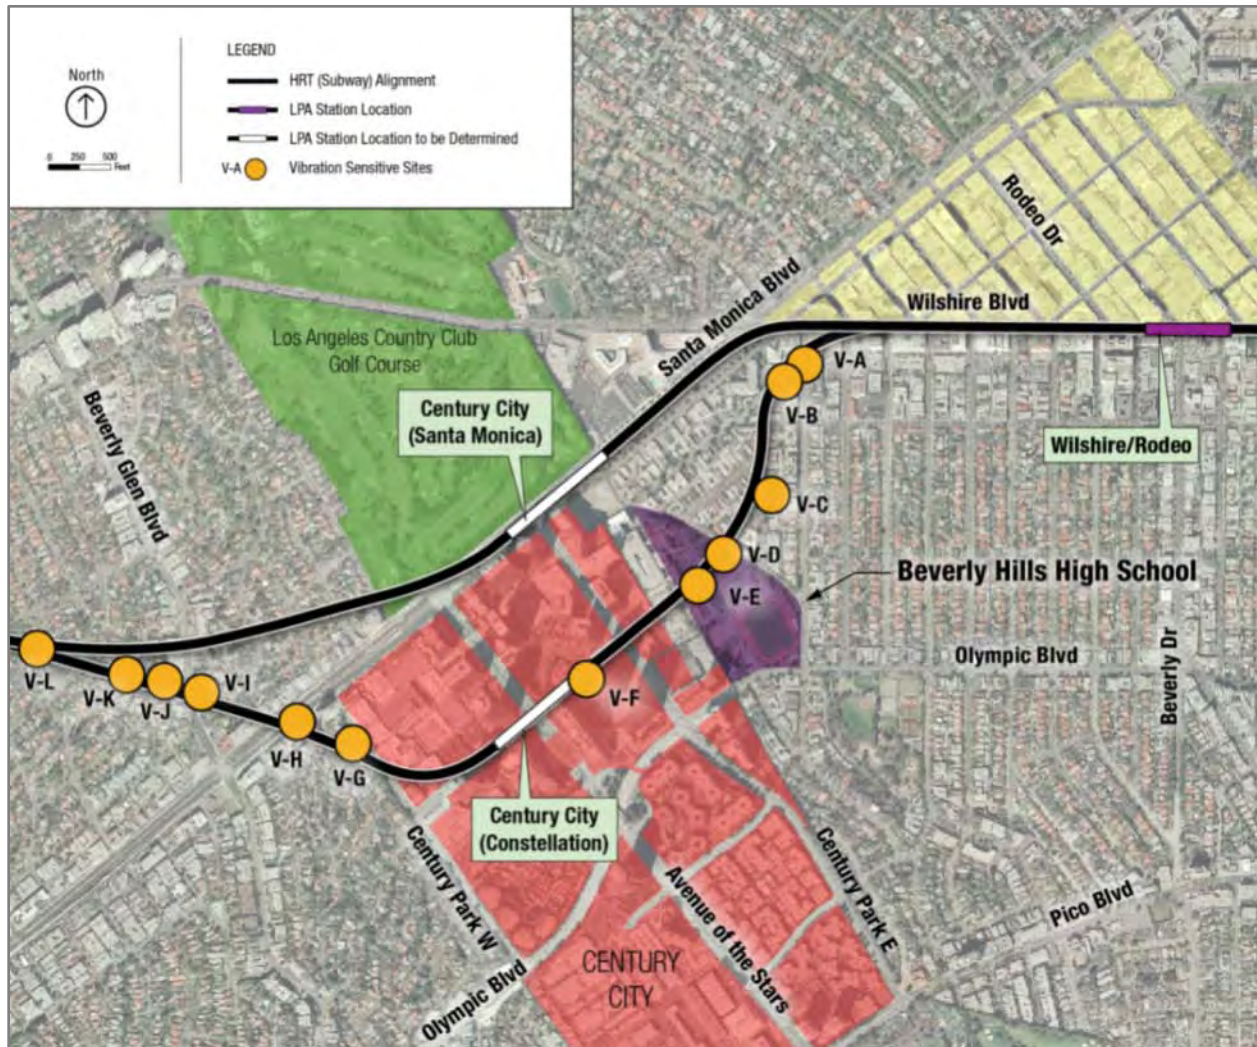 LEGEND
North
HRT (Subway) Alignment
LPA Station Location
LPA Station Location to be Determined
0 250 500
Feet
V-A
Vibration Sensitive Sites
Rodeo Dr
Santa Monica Blvd
Wilshire Blvd
Los Angeles Country Club
Golf Course
V-A
Century City
(Santa Monica)
V-B
Wilshire/Rodeo
Beverly Glen Blvd
V-C
V-D
Beverly Hills High School
V-E
Olympic Blvd
Beverly Dr
V-L
V-K
V-J
V-I
V-F
V-H
V-G
Century City
(Constellation)
Century Park W
Century Park E
Avenue of the Stars
Pico Blvd
CENTURY
CITY
Olympic Blvd